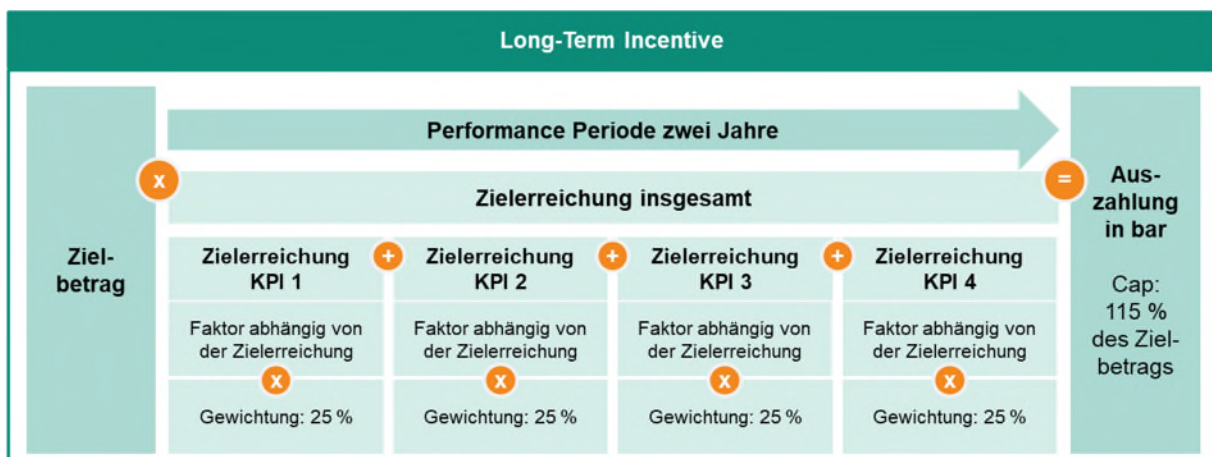 Long-Term Incentive
Performance Periode zwei Jahre
x
=
Zielerreichung insgesamt
Ziel-
betrag
Zielerreichung
KPI 1
+
Zielerreichung
KPI 2
+
Zielerreichung
KPI 3
+
Zielerreichung
KPI 4
Faktor abhängig von
der Zielerreichung
Faktor abhängig von
der Zielerreichung
Faktor abhängig von
der Zielerreichung
Faktor abhängig von
der Zielerreichung
x
x
x
x
Gewichtung: 25 %
Gewichtung: 25 %
Gewichtung: 25 %
Gewichtung: 25 %
Aus-
zahlung
in bar
Cap:
115 %
des Ziel-
betrags